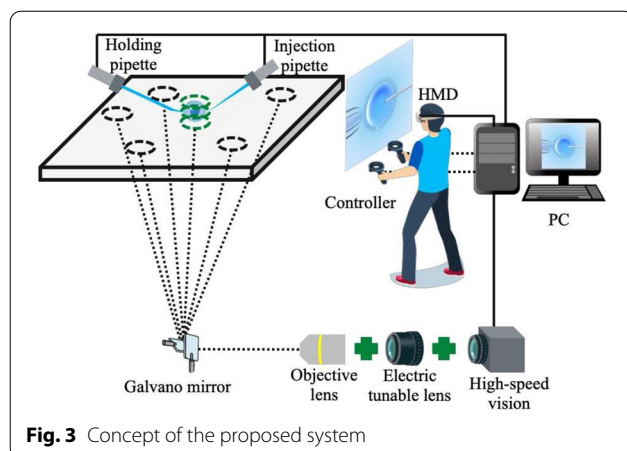 Holding
pipette
Injection
pipette
HMD
Controller
PC
Galvano mirror
Objective
lens
Electric
tunable lens
High-speed
vision
Fig. 3 Concept of the proposed system